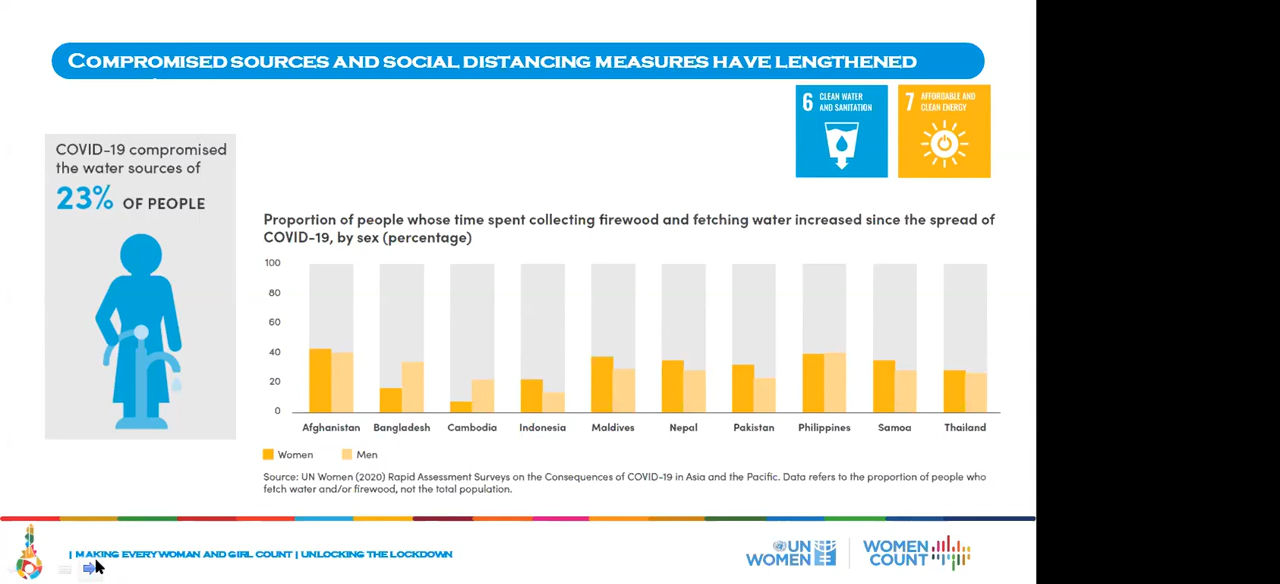 COMPROMISED SOURCES AND SOCIAL DISTANCING MEASURES HAVE LENGTHENED
6 CLEAN WATER
AND SANITATION
7 AFFORDABLE AND
CLEAN ENERGY
COVID-19 compromised
the water sources of
23% OF PEOPLE
Proportion of people whose time spent collecting firewood and fetching water increased since the spread of
COVID-19, by sex (percentage)
100
80
60
40
20
0
Afghanistan Bangladesh Cambodia Indonesia Maldives Nepal Pakistan Philippines Samoa Thailand
Women Men
Source: UN Women (2020) Rapid Assessment Surveys on the Consequences of COVID-19 in Asia and the Pacific. Data refers to the proportion of people who
fetch water and/or firewood, not the total population.
| MAKING EVERY WOMAN AND GIRL COUNT | UNLOCKING THE LOCKDOWN
UN
WOMEN
WOMEN
COUNT